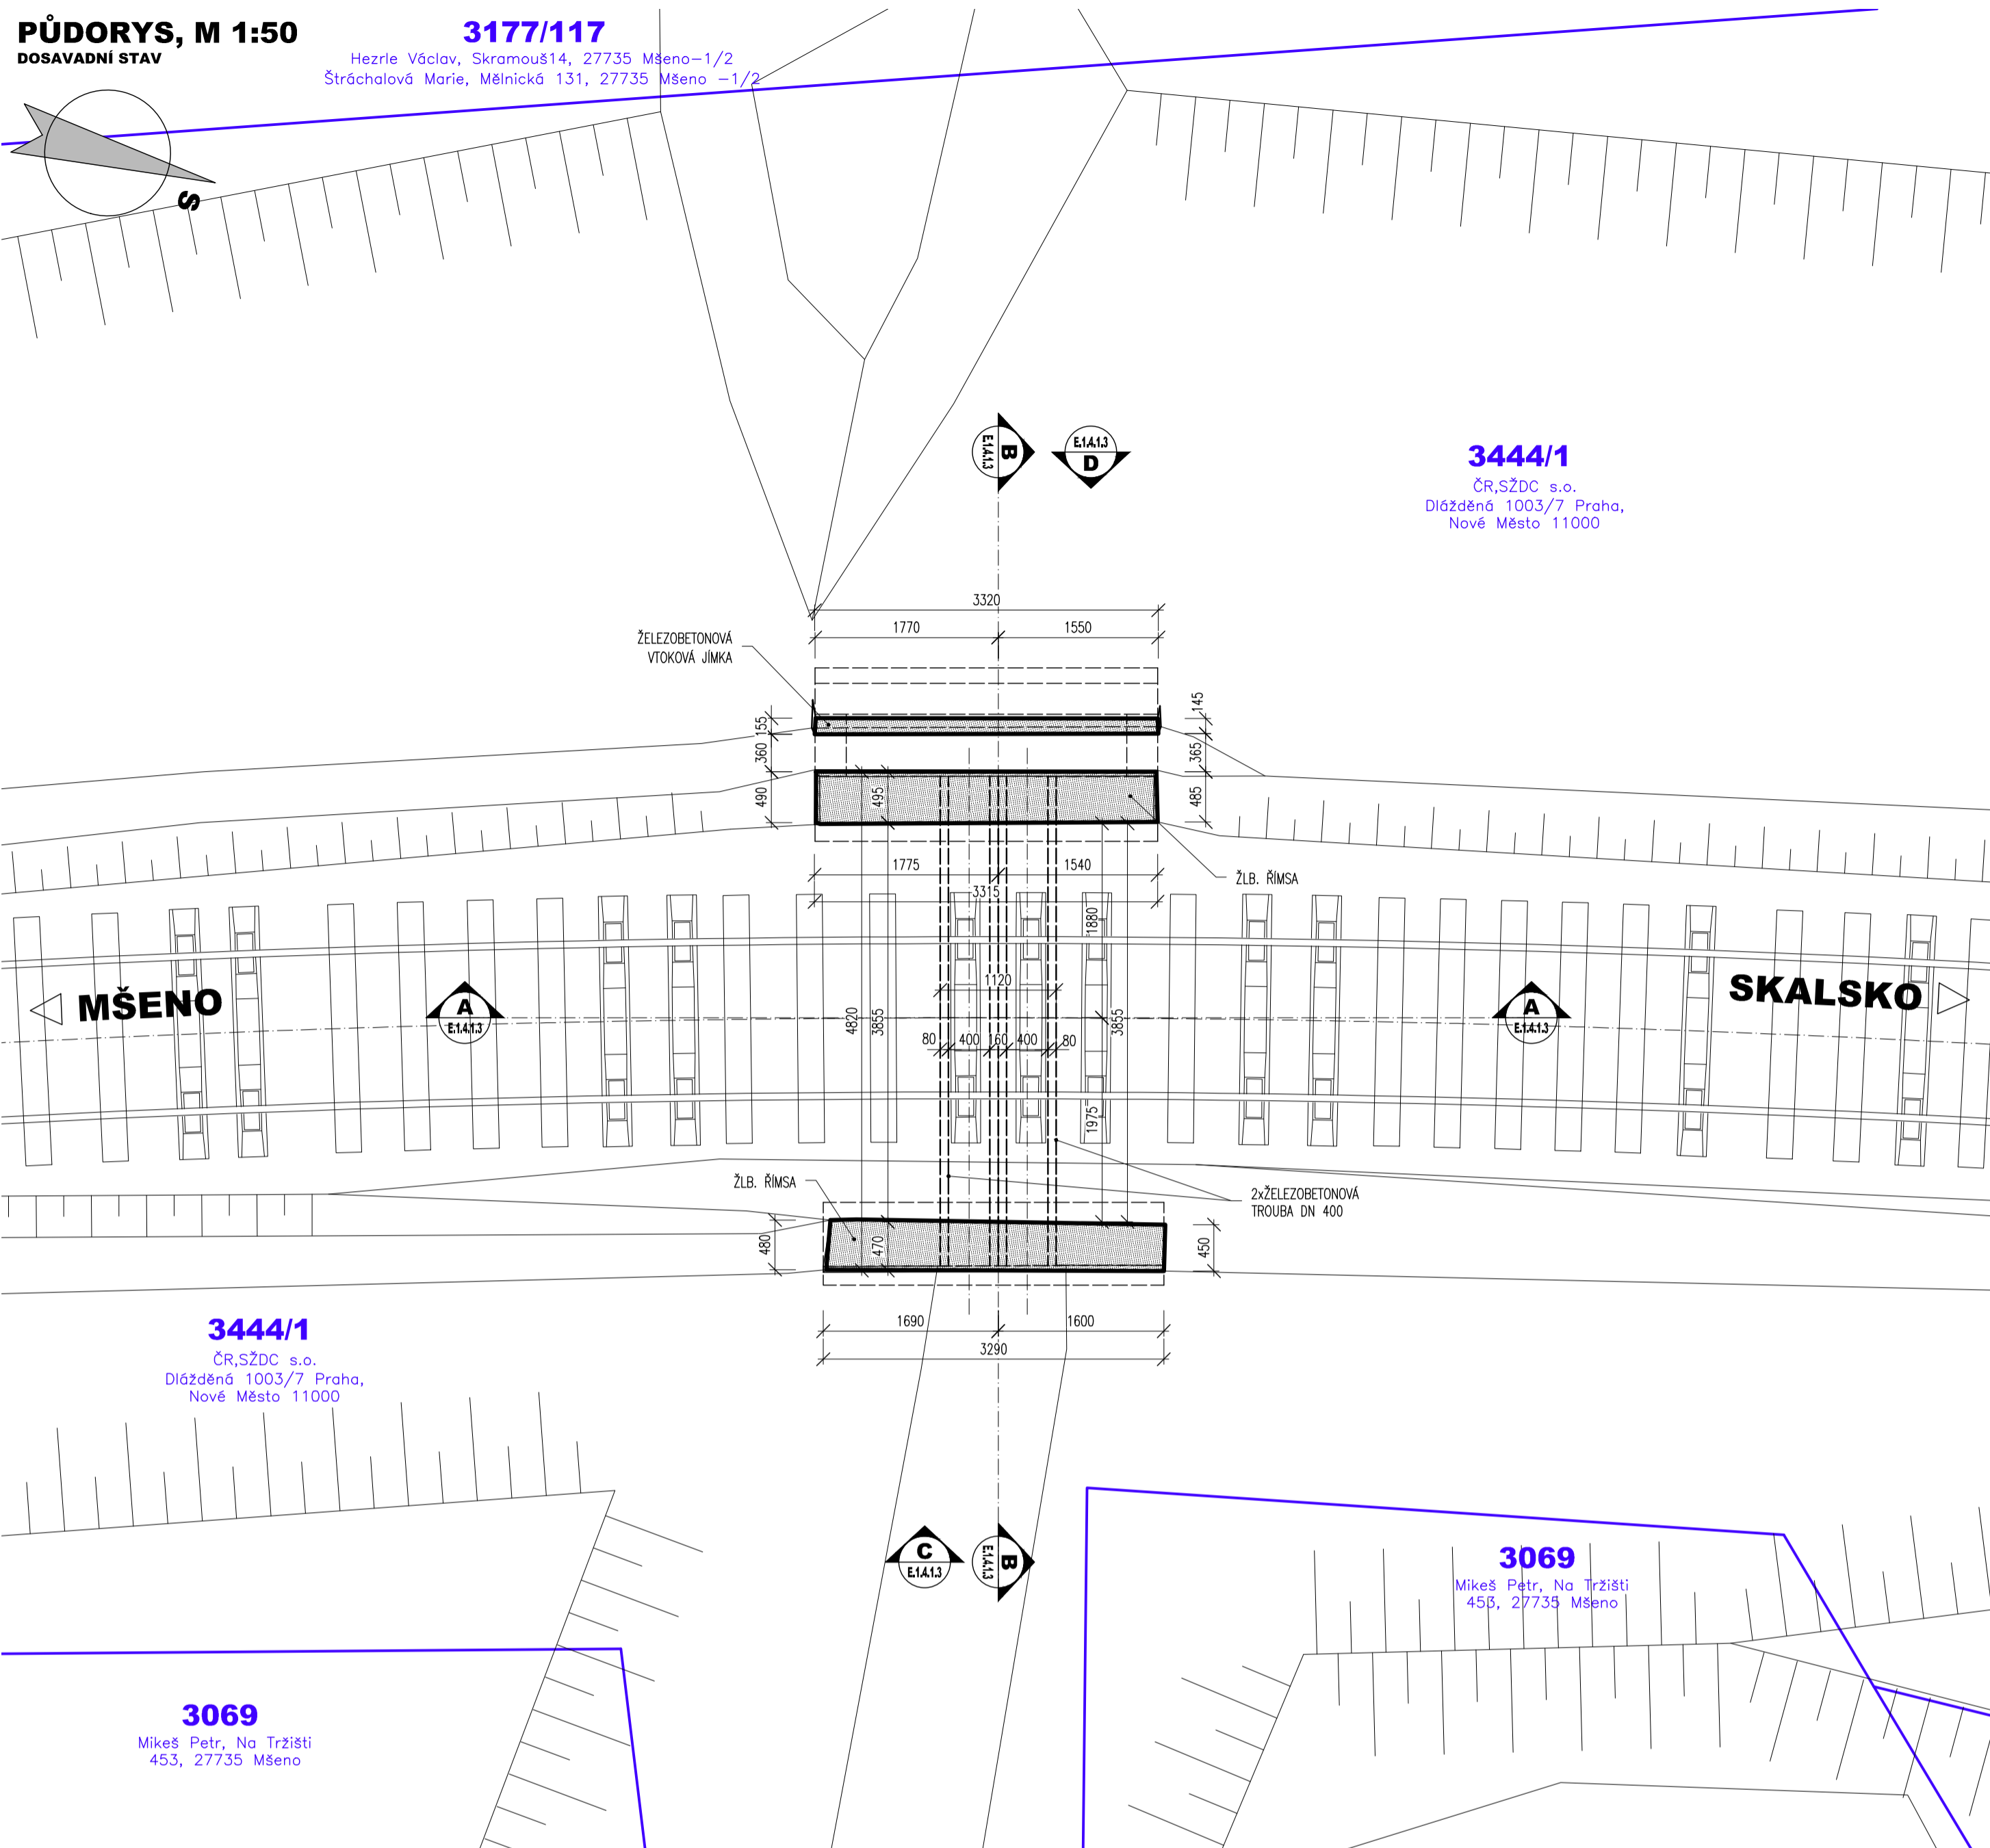 PŮDORYS, M 1:50
DOSAVADNÍ STAV
3177/117
Hezrle Václav, Skramouš14, 27735 Mšeno-1/2
Štráchalová Marie, Mělnická 131, 27735 Mšeno -1/2
S
E.1.4.1.3
B
E.1.4.1.3
D
3444/1
ČR,SŽDC s.o.
Dlážděná 1003/7 Praha,
Nové Město 11000
3320
1770
1550
ŽELEZOBETONOVÁ
VTOKOVÁ JÍMKA
155
360
490
145
365
485
495
1775
1540
3315
ŽLB. ŘÍMSA
1880
1120
MŠENO
A
E.1.4.1.3
4820
3855
3855
80
400
160
400
80
A
E.1.4.1.3
SKALSKO
1975
ŽLB. ŘÍMSA
2xŽELEZOBETONOVÁ
TROUBA DN 400
480
470
450
1690
1600
3290
3444/1
ČR,SŽDC s.o.
Dlážděná 1003/7 Praha,
Nové Město 11000
C
E.1.4.1.3
E.1.4.1.3
B
3069
Mikeš Petr, Na Tržišti
453, 27735 Mšeno
3069
Mikeš Petr, Na Tržišti
453, 27735 Mšeno